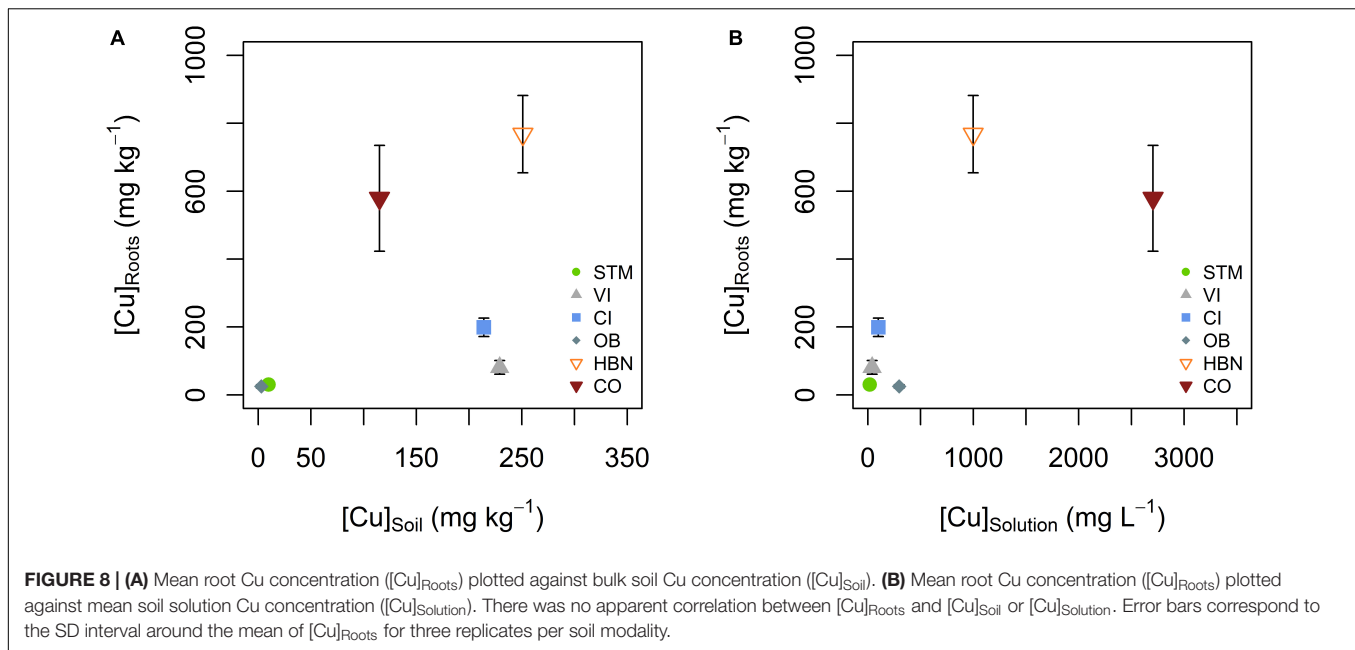 A
[Cu]Roots (mg kg−1)
1000
600
200
0
0 50 150 250 350
[Cu]Soil (mg kg−1)
STM
VI
CI
OB
HBN
CO
B
[Cu]Roots (mg kg−1)
1000
600
200
0
0 1000 2000 3000
[Cu]Solution (mg L−1)
STM
VI
CI
OB
HBN
CO
FIGURE 8 | (A) Mean root Cu concentration ([Cu]Roots) plotted against bulk soil Cu concentration ([Cu]Soil). (B) Mean root Cu concentration ([Cu]Roots) plotted
against mean soil solution Cu concentration ([Cu]Solution). There was no apparent correlation between [Cu]Roots and [Cu]Soil or [Cu]Solution. Error bars correspond to
the SD interval around the mean of [Cu]Roots for three replicates per soil modality.